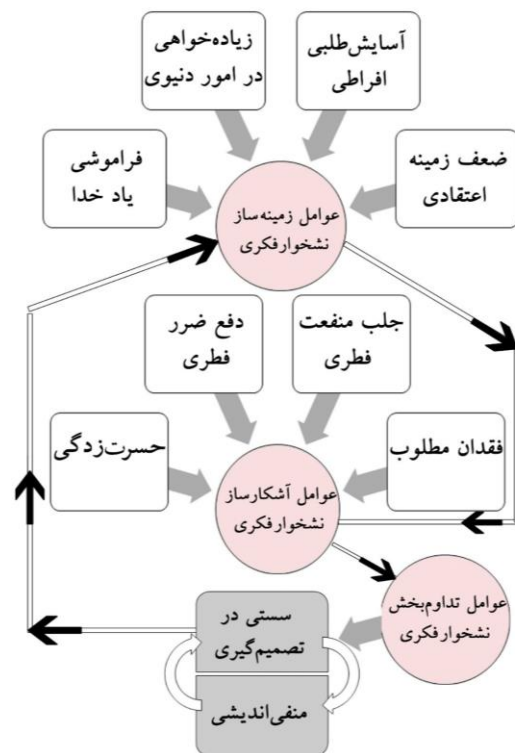 آسایش‌طلبی
افراطی
زیاده‌خواهی
در امور دنیوی
ضعف زمینه
اعتقادی
فراموشی
یاد خدا
عوامل زمینه‌ساز
نشخوارفکری
جلب منفعت
فطری
دفع ضرر
فطری
فقدان مطلوب
حسرت‌زدگی
عوامل آشکارساز
نشخوارفکری
عوامل تداوم‌بخش
نشخوارفکری
سستی در
تصمیم‌گیری
منفی‌اندیشی